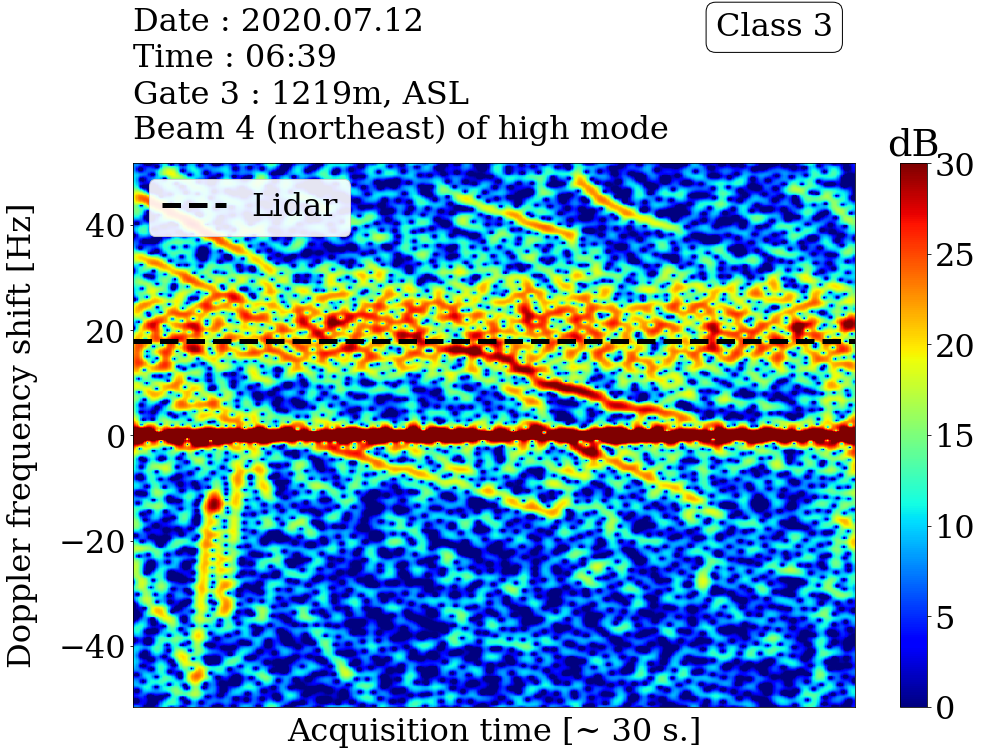 Date : 2020.07.12
Time : 06:39
Gate 3 : 1219m, ASL
Beam 4 (northeast) of high mode
Class 3
dB
Lidar
Doppler frequency shift [Hz]
40
20
0
−20
−40
30
25
20
15
10
5
0
Acquisition time [~ 30 s.]